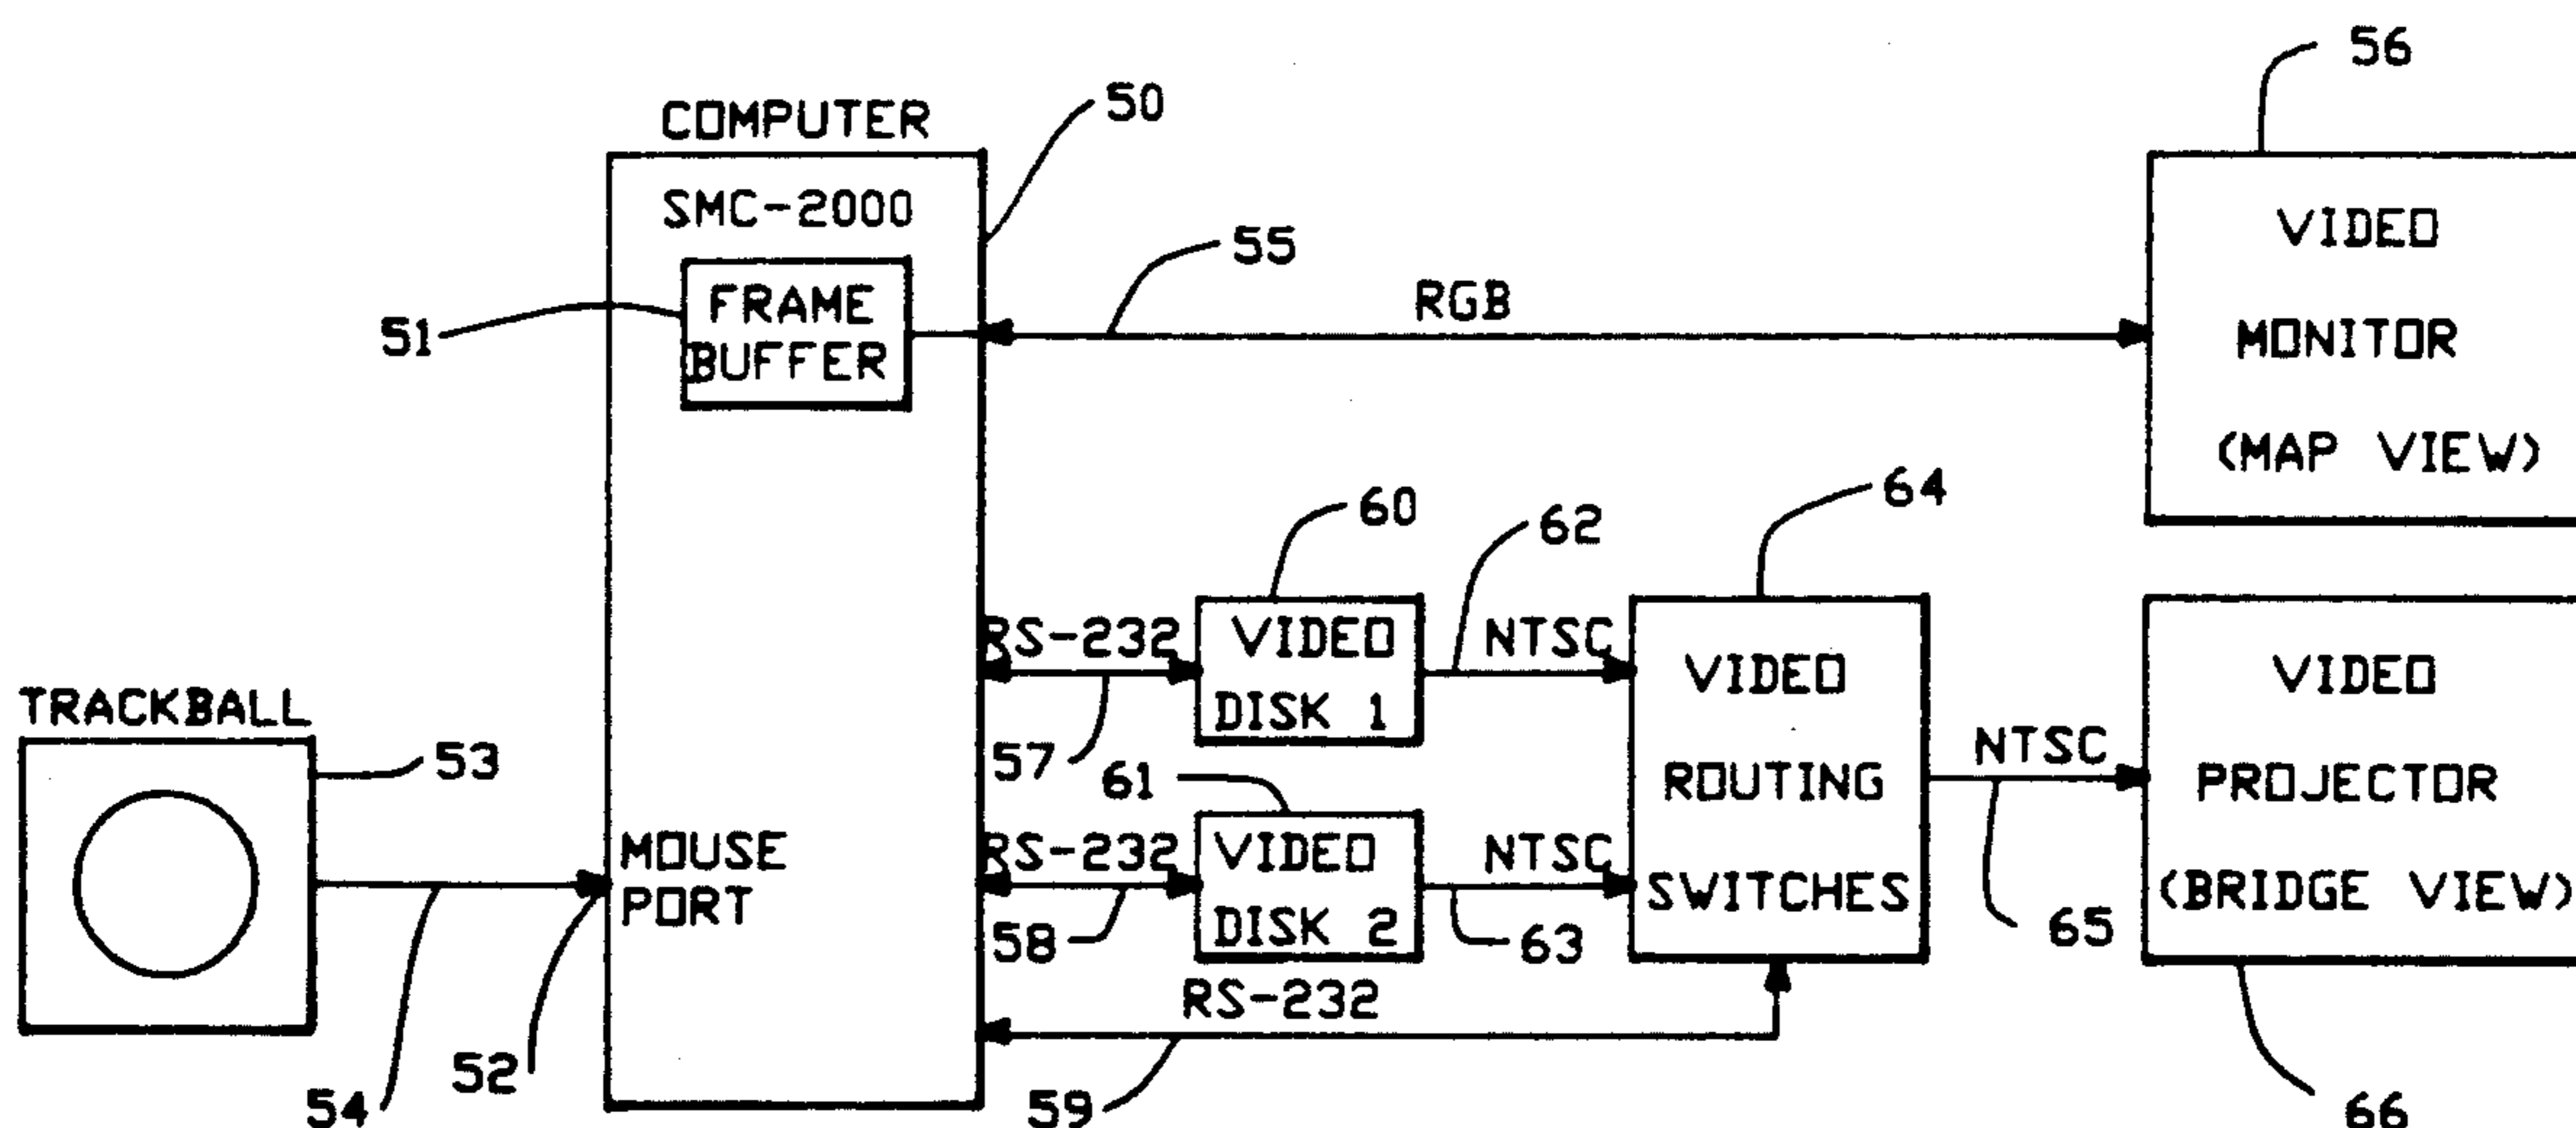 56
COMPUTER
50
SMC-2000
55
RGB
51
FRAME
BUFFER
VIDEO
MONITOR
(MAP VIEW)
60
62
64
RS-232
VIDEO
DISK 1
NTSC
57
61
VIDEO
ROUTING
SWITCHES
NTSC
VIDEO
PROJECTOR
(BRIDGE VIEW)
TRACKBALL
53
MOUSE
PORT
RS-232
VIDEO
DISK 2
NTSC
58
63
65
RS-232
54
52
59
66